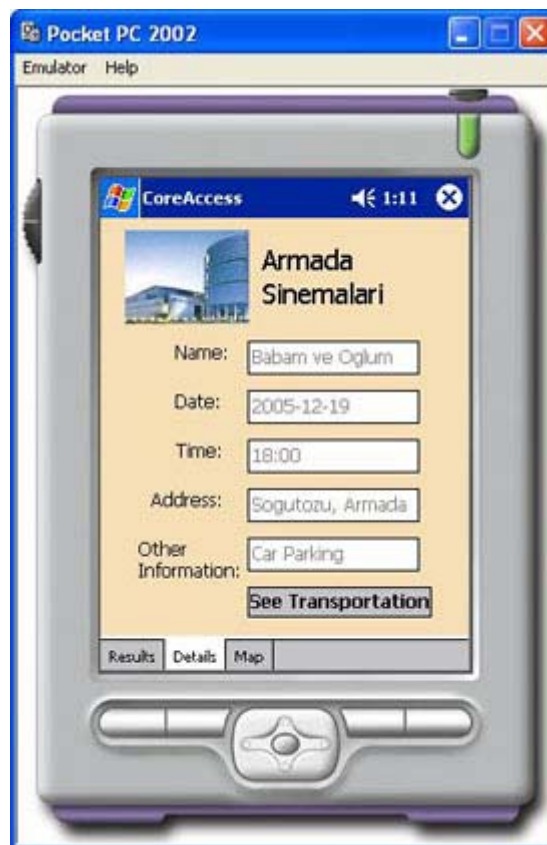 Pocket PC 2002
Emulator Help
CoreAccess 1:11
Armada
Sinemalari
Name: Babam ve Oglum
Date: 2005-12-19
Time: 18:00
Address: Sogutozu, Armada
Other
Information: Car Parking
See Transportation
Results Details Map